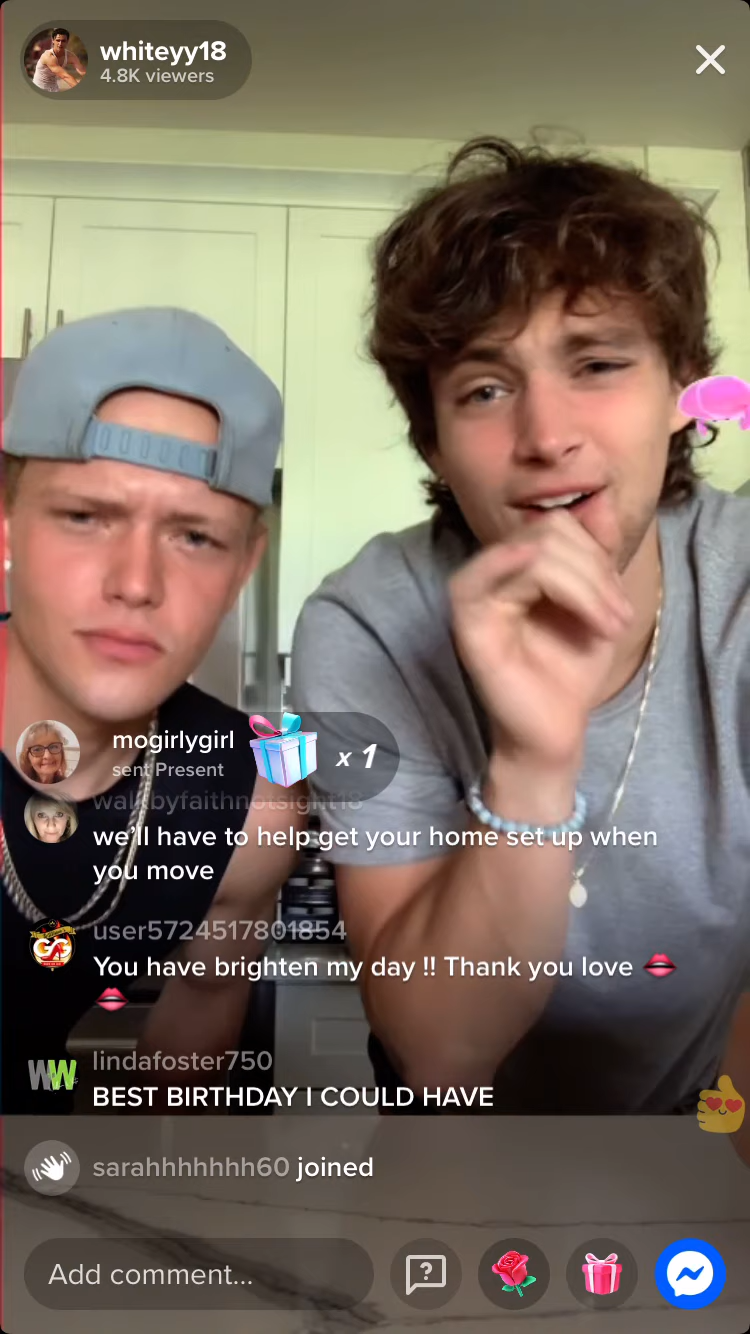 whiteyy18
4.8K viewers
mogirlygirl
sent Present
x 1
walkbyfaithnotsight18
we'll have to help get your home set up when
you move
user5724517801854
You have brighten my day !! Thank you love 👄
👄
lindafoster750
BEST BIRTHDAY I COULD HAVE
sarahhhhhhh60 joined
Add comment...
?